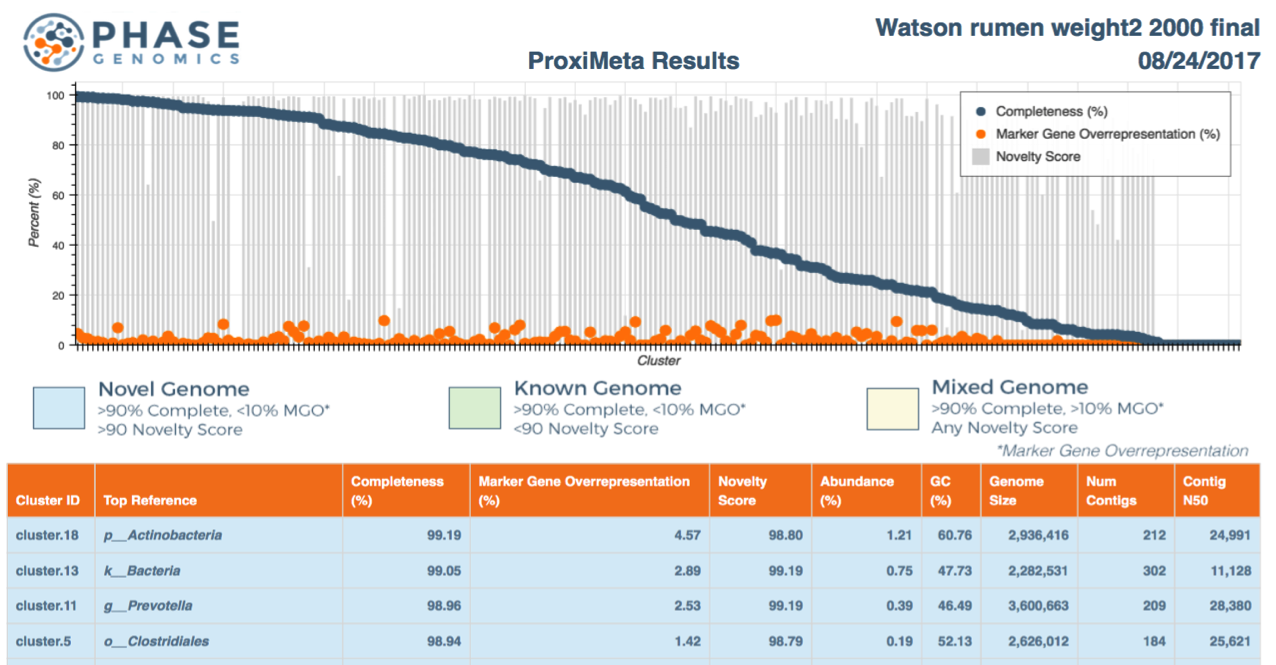 PHASE
GENOMICS
Watson rumen weight2 2000 final
ProxiMeta Results
08/24/2017
100
80
60
40
20
0
Percent (%)
Cluster
Completeness (%)
Marker Gene Overrepresentation (%)
Novelty Score
Novel Genome
>90% Complete, <10% MGO*
>90 Novelty Score
Known Genome
>90% Complete, <10% MGO*
<90 Novelty Score
Mixed Genome
>90% Complete, >10% MGO*
Any Novelty Score
*Marker Gene Overrepresentation
Cluster ID Top Reference Completeness (%) Marker Gene Overrepresentation (%) Novelty Score Abundance (%) GC (%) Genome Size Num Contigs Contig N50
cluster.18 p__Actinobacteria 99.19 4.57 98.80 1.21 60.76 2,936,416 212 24,991
cluster.13 k__Bacteria 99.05 2.89 99.19 0.75 47.73 2,282,531 302 11,128
cluster.11 g__Prevotella 98.96 2.53 99.19 0.39 46.49 3,600,663 209 28,380
cluster.5 o__Clostridiales 98.94 1.42 98.79 0.19 52.13 2,626,012 184 25,621